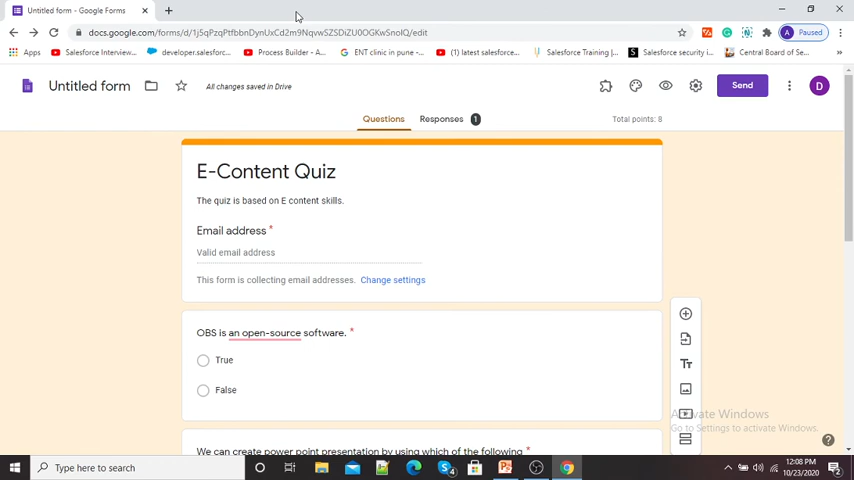 Untitled form - Google Forms
docs.google.com/forms/d/1j5qPzqPtfbbnDynUxCd2m9NqvwSZSDiZU0OGKwSnoIQ/edit
Paused
Apps Salesforce Interview... developer.salesforc... Process Builder - A... ENT clinic in pune -... (1) latest salesforce... Salesforce Training |... Salesforce security i... Central Board of Se...
Untitled form
All changes saved in Drive
Send
D
Questions Responses 1 Total points: 8
E-Content Quiz
The quiz is based on E content skills.
Email address *
Valid email address
This form is collecting email addresses. Change settings
OBS is an open-source software. *
True
False
We can create power point presentation by using which of the following *
Activate Windows
Go to Settings to activate Windows.
Type here to search
12:08 PM
10/23/2020